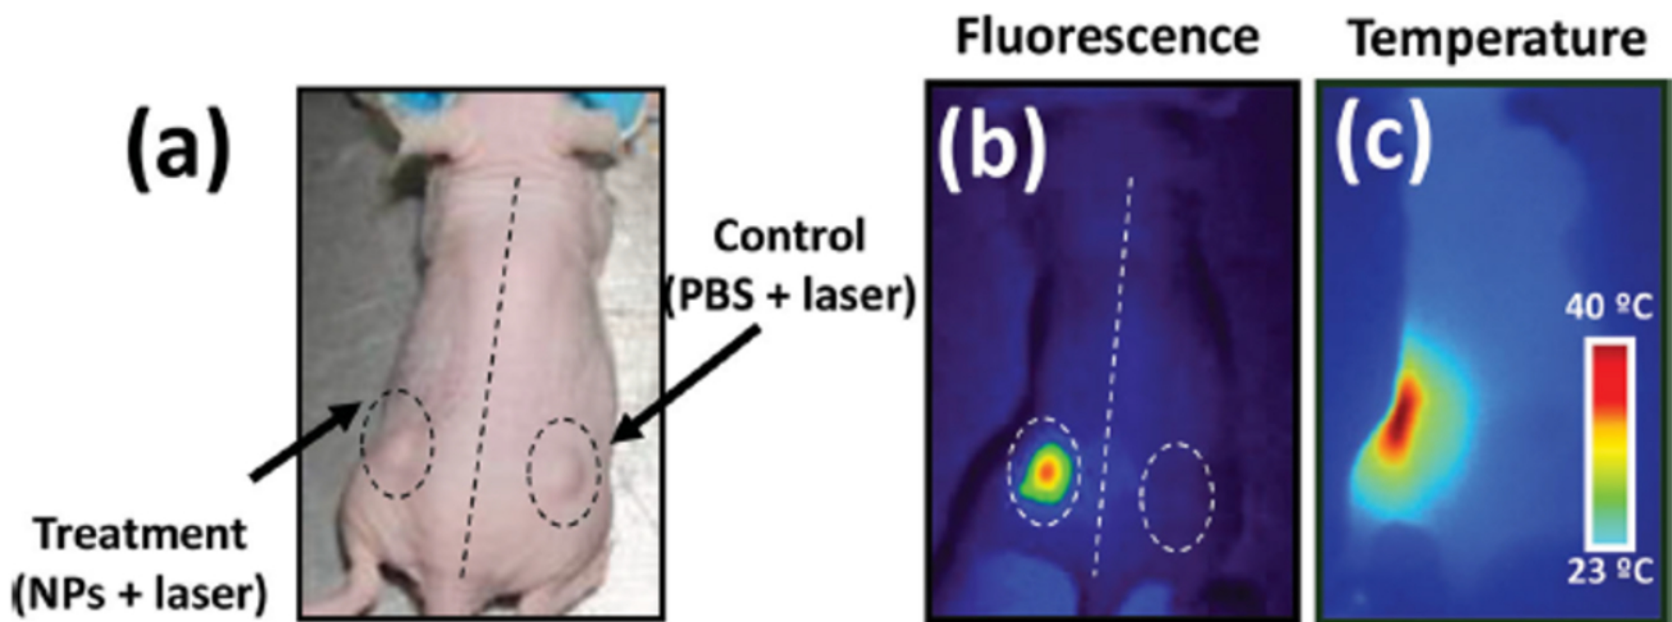 Fluorescence
Temperature
(a)
(b)
(c)
Control
(PBS + laser)
40 ºC
Treatment
(NPs + laser)
23 ºC